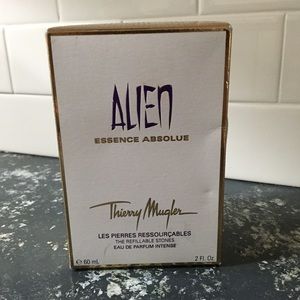 ALIEN
ESSENCE ABSOLUE
Thierry Mugler
LES PIERRES RESSOURÇABLES
THE REFILLABLE STONES
EAU DE PARFUM INTENSE
℮ 60 mL 2 Fl. Oz